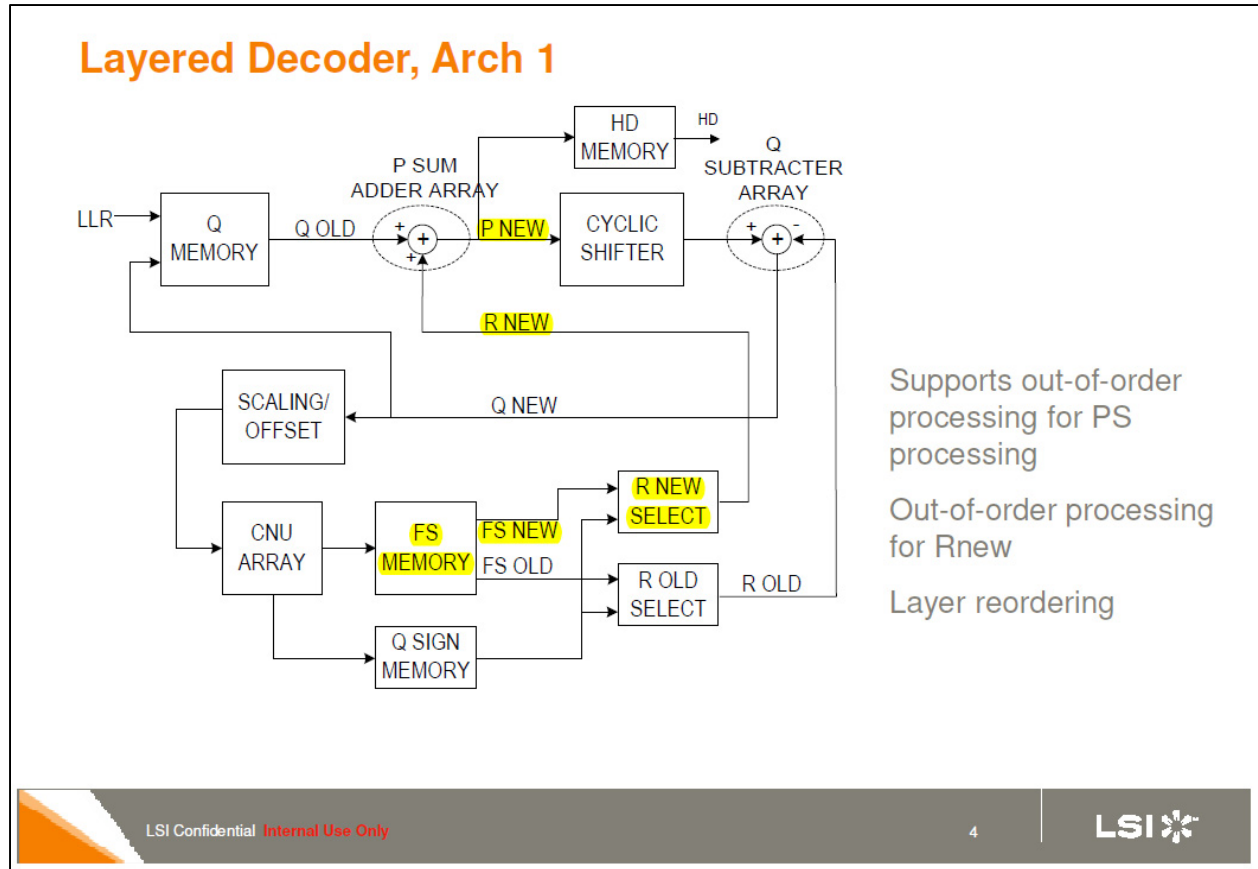 Layered Decoder, Arch 1
HD
MEMORY
HD
P SUM
ADDER ARRAY
Q
SUBTRACTER
ARRAY
LLR
Q
MEMORY
Q OLD
+
+
+
P NEW
CYCLIC
SHIFTER
+
+
-
R NEW
SCALING/
OFFSET
Q NEW
CNU
ARRAY
FS
MEMORY
FS NEW
FS OLD
R NEW
SELECT
R OLD
SELECT
R OLD
Q SIGN
MEMORY
Supports out-of-order
processing for PS
processing
Out-of-order processing
for Rnew
Layer reordering
LSI Confidential Internal Use Only
4
LSI